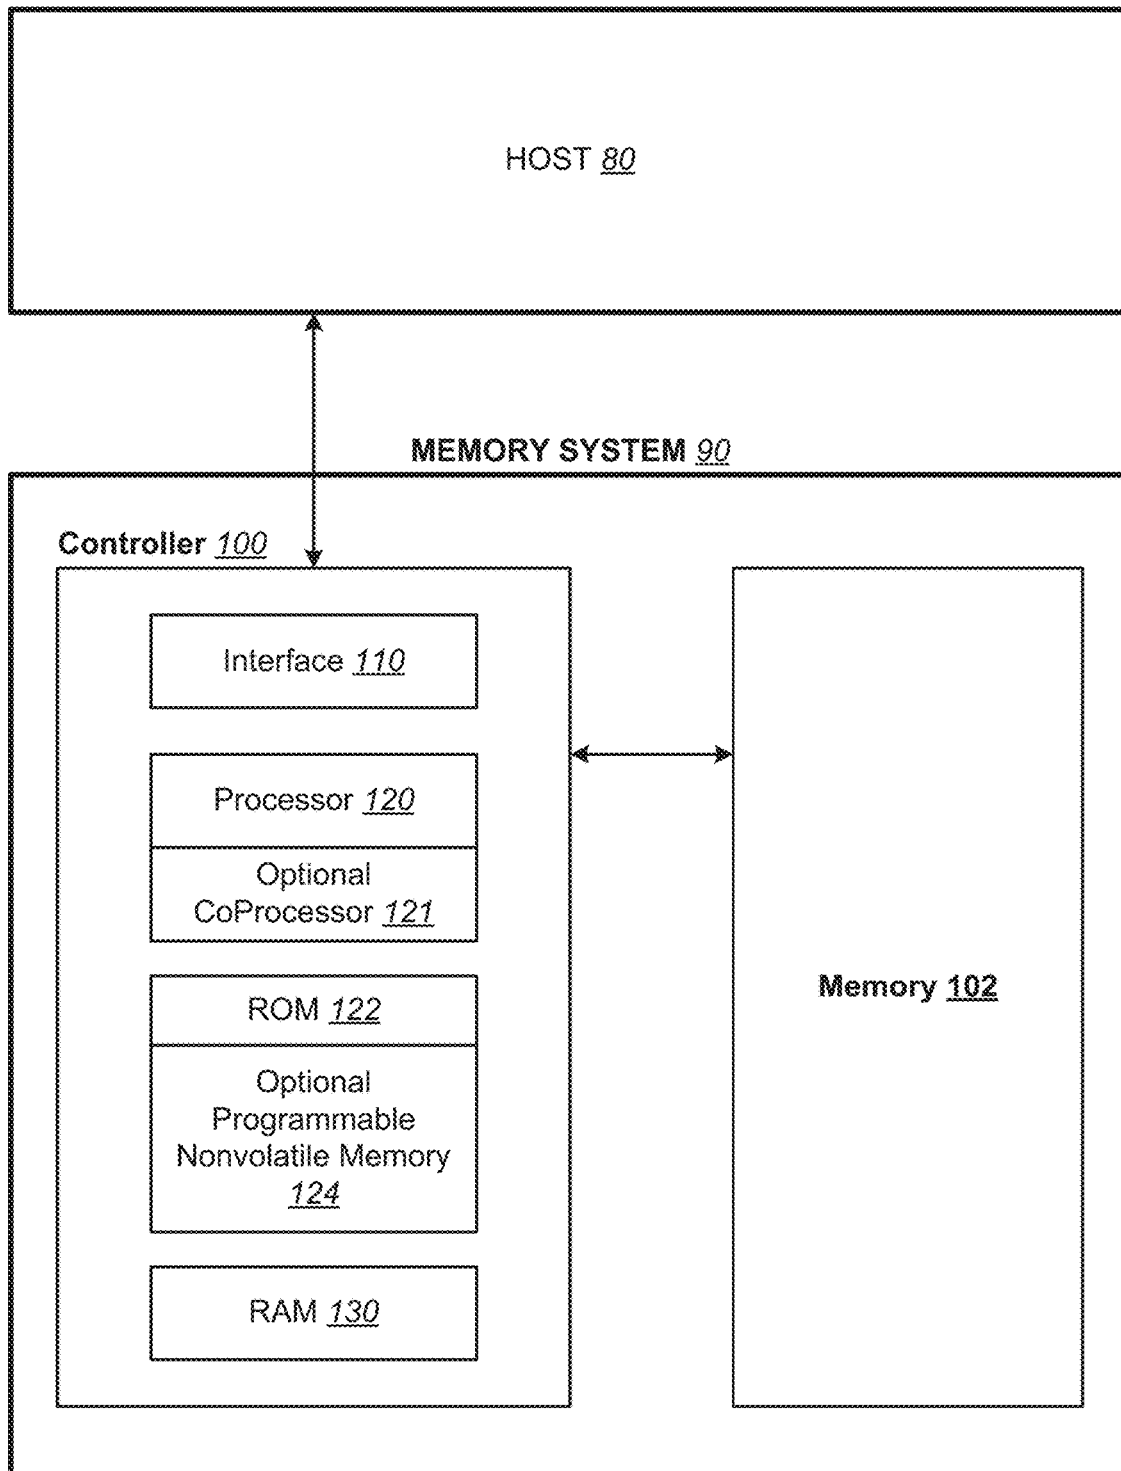 HOST 80
MEMORY SYSTEM 90
Controller 100
Interface 110
Processor 120
Optional
CoProcessor 121
ROM 122
Optional
Programmable
Nonvolatile Memory
124
RAM 130
Memory 102